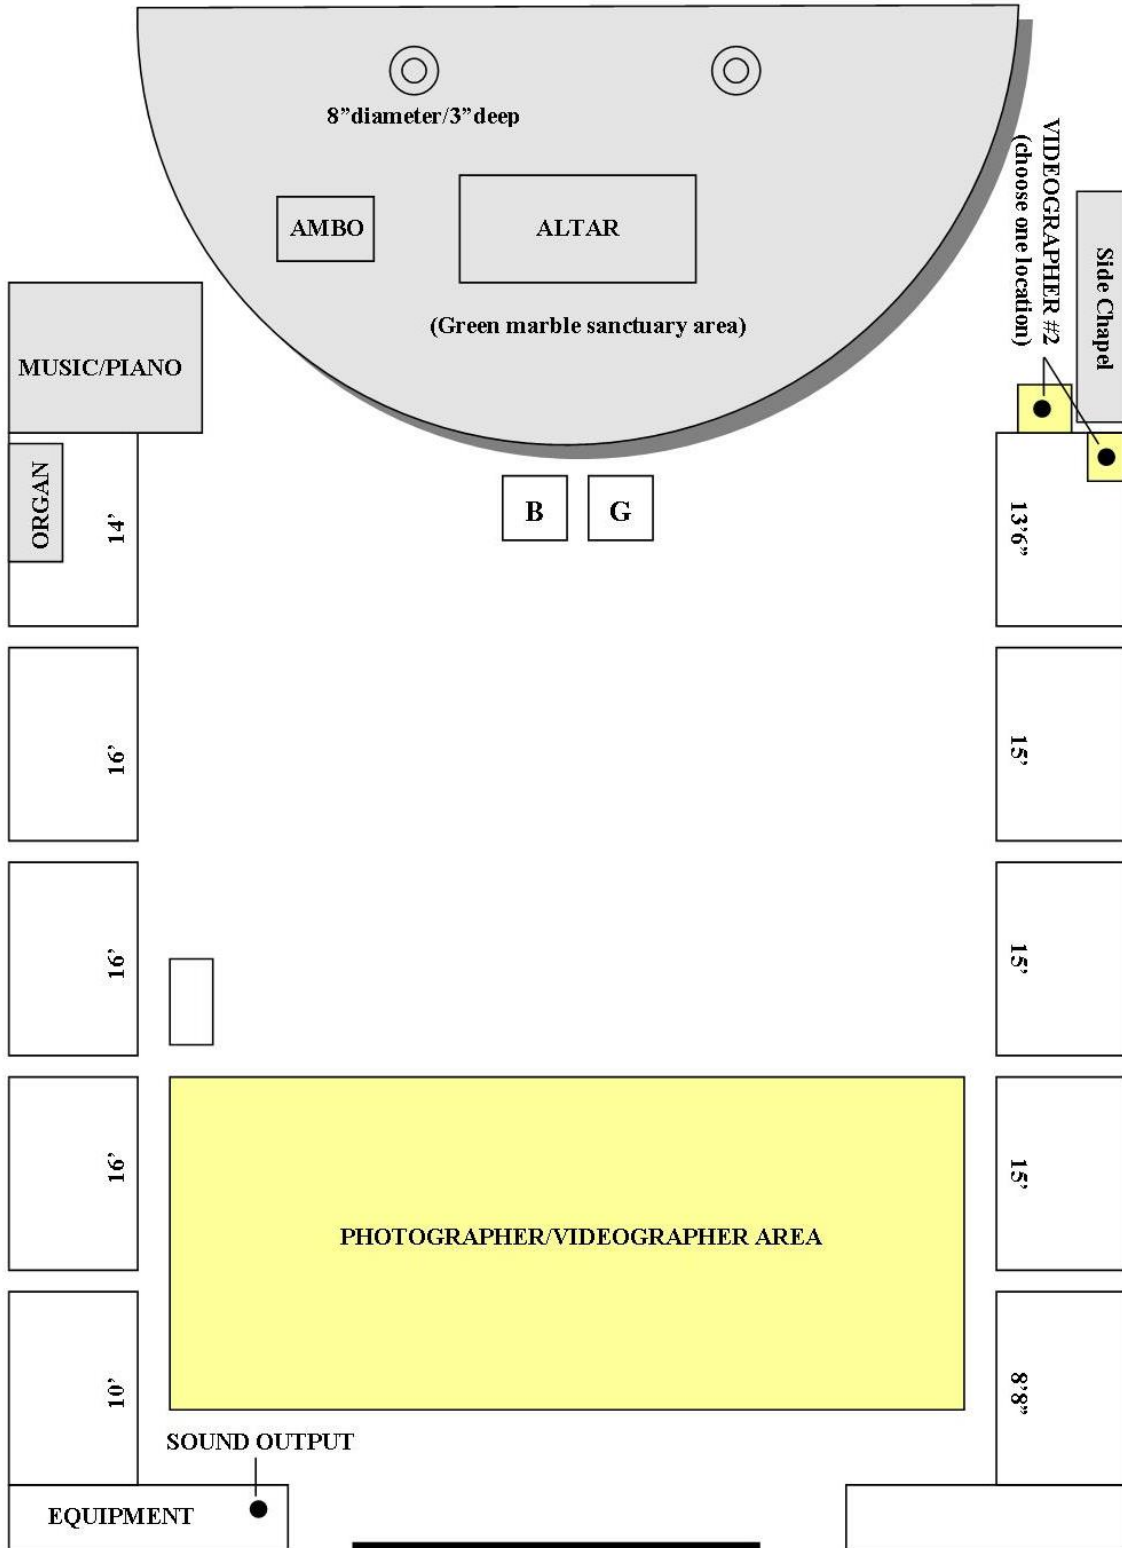 8”diameter/3”deep
VIDEOGRAPHER #2
(choose one location)
AMBO
ALTAR
Side Chapel
(Green marble sanctuary area)
MUSIC/PIANO
ORGAN
14’
B
G
13’6”
16’
15’
16’
15’
16’
15’
PHOTOGRAPHER/VIDEOGRAPHER AREA
10’
8’8”
SOUND OUTPUT
EQUIPMENT